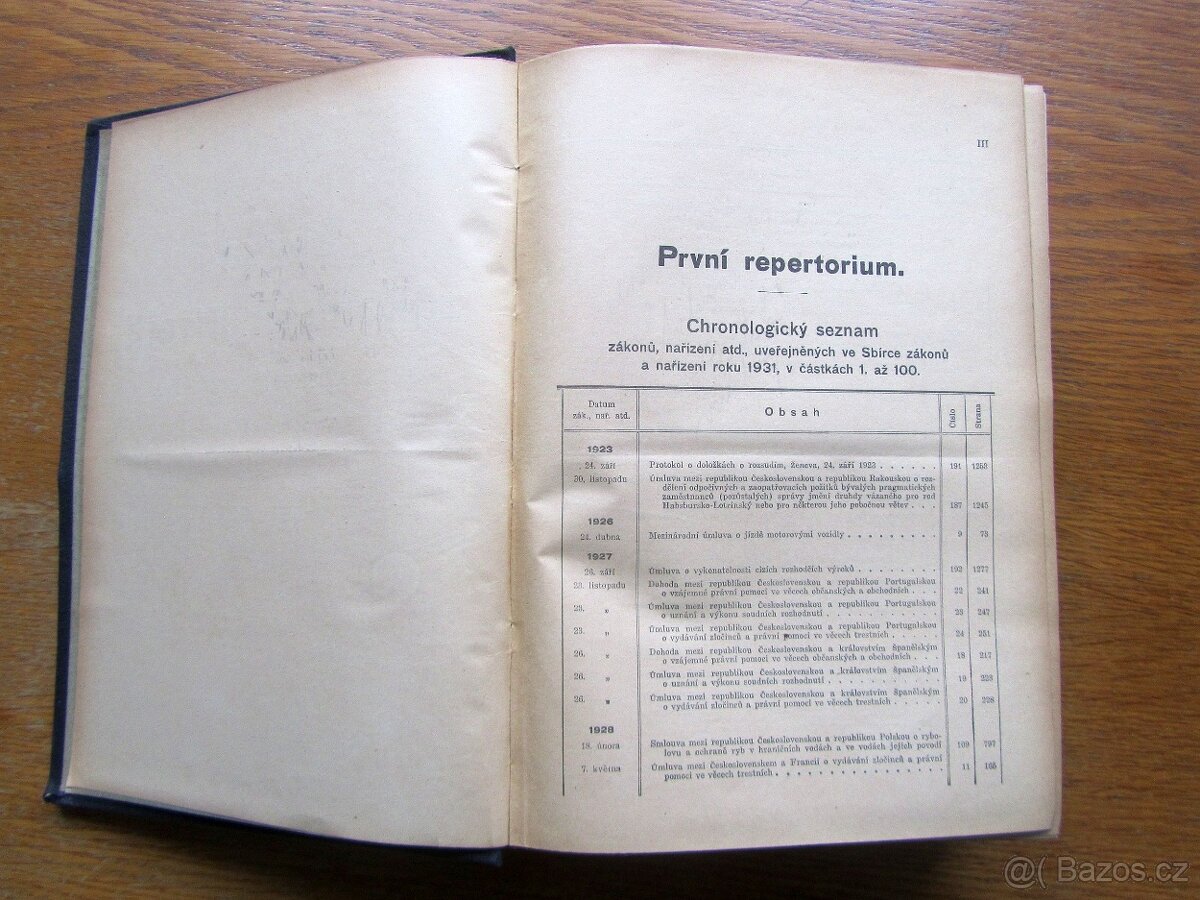 III
První repertorium.
Chronologický seznam
zákonů, nařízení atd., uveřejněných ve Sbírce zákonů
a nařízení roku 1931, v částkách 1. až 100.
Datum
zák., nař. atd.
Obsah
Číslo
Strana
1923
24. září Protokol o doložkách o rozsudím, Ženeva, 24. září 1923 . . . . . . 191 1253
30. listopadu Úmluva mezi republikou Československou a republikou Rakouskou o roz-
dělení odpočivných a zaopatřovacích požitků bývalých pragmatických
zaměstnanců (pozůstalých) správy jmění druhdy vázaného pro rod
Habsbursko-Lotrinský nebo pro některou jeho pobočnou větev . . . 187 1245
1926
24. dubna Mezinárodní úmluva o jízdě motorovými vozidly . . . . . . . . . 9 73
1927
26. září Úmluva o vykonatelnosti cizích rozhodčích výroků . . . . . . . . 192 1277
23. listopadu Dohoda mezi republikou Československou a republikou Portugalskou
o vzájemné právní pomoci ve věcech občanských a obchodních . . . . 22 241
23. „ Úmluva mezi republikou Československou a republikou Portugalskou
o uznání a výkonu soudních rozhodnutí . . . . . . . . . . . . 23 247
23. „ Úmluva mezi republikou Československou a republikou Portugalskou
o vydávání zločinců a právní pomoci ve věcech trestních . . . . . 24 251
26. „ Dohoda mezi republikou Československou a královstvím Španělským
o vzájemné právní pomoci ve věcech občanských a obchodních . . . 18 217
26. „ Úmluva mezi republikou Československou a královstvím Španělským
o uznání a výkonu soudních rozhodnutí . . . . . . . . . . . . 19 223
26. „ Úmluva mezi republikou Československou a královstvím Španělským
o vydávání zločinců a právní pomoci ve věcech trestních . . . . . 20 228
1928
18. února Smlouva mezi republikou Československou a republikou Polskou o rybo-
lovu a ochraně ryb v hraničních vodách a ve vodách jejich povodí 109 797
7. května Úmluva mezi Československem a Francií o vydávání zločinců a právní
pomoci ve věcech trestních . . . . . . . . . . . . . . . . . 11 165
@( Bazos.cz